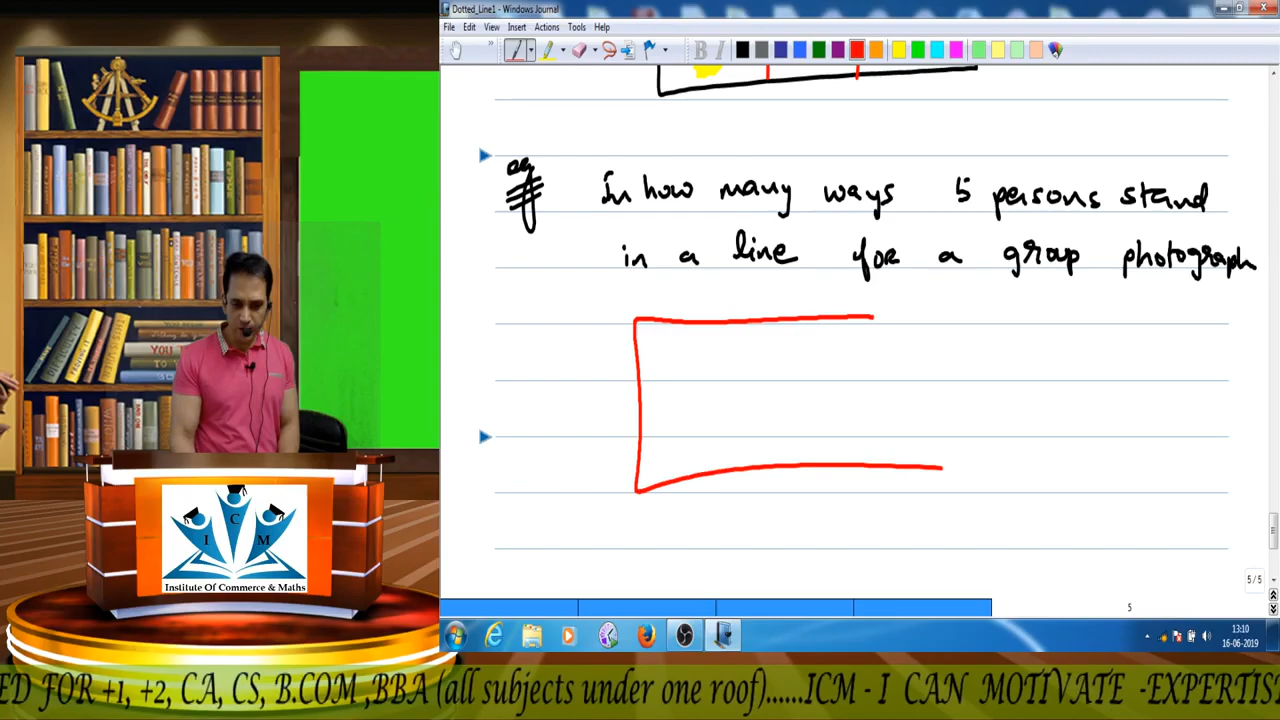 Dotted_Line1 - Windows Journal
File Edit View Insert Actions Tools Help
eg In how many ways 5 persons stand
in a line for a group photograph
5/5
5
I C M
Institute Of Commerce & Maths
13:10
16-06-2019
ED FOR +1, +2, CA, CS, B.COM ,BBA (all subjects under one roof)......ICM - I CAN MOTIVATE -EXPERTIS